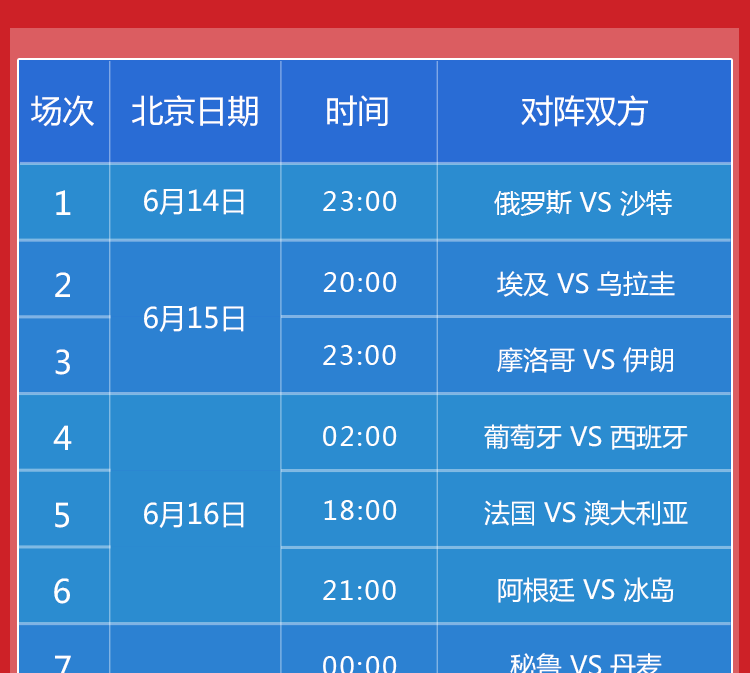 场次 北京日期 时间 对阵双方
1 6月14日 23:00 俄罗斯 VS 沙特
2 6月15日 20:00 埃及 VS 乌拉圭
3 23:00 摩洛哥 VS 伊朗
4 02:00 葡萄牙 VS 西班牙
5 6月16日 18:00 法国 VS 澳大利亚
6 21:00 阿根廷 VS 冰岛
7 00:00 秘鲁 VS 丹麦